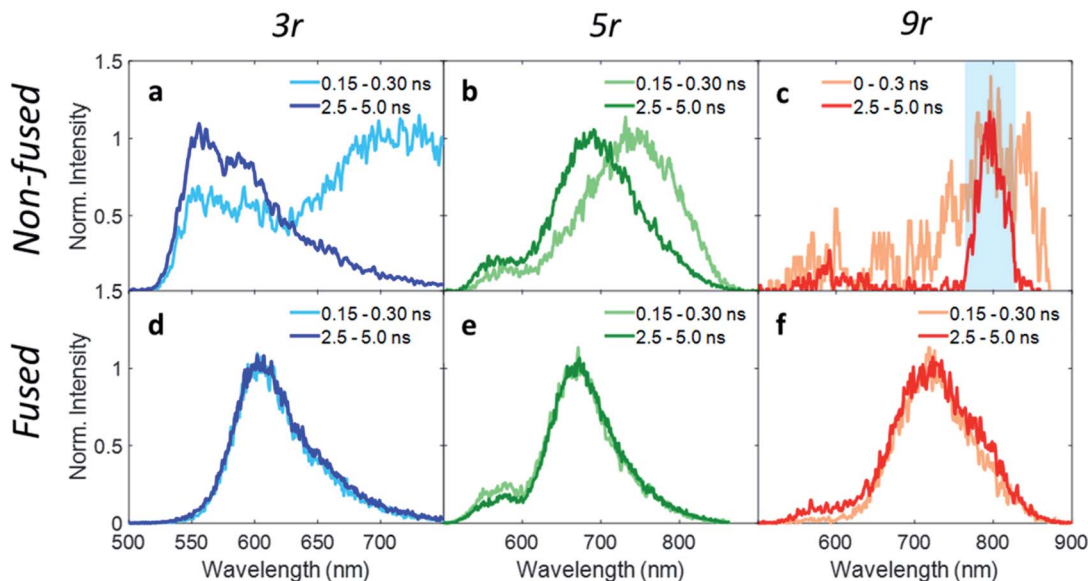 3r 5r 9r
Non-fused
Norm. Intensity
1.5
1
0.5
1.5
a
0.15 - 0.30 ns
2.5 - 5.0 ns
b
0.15 - 0.30 ns
2.5 - 5.0 ns
c
0 - 0.3 ns
2.5 - 5.0 ns
Fused
Norm. Intensity
1
0.5
0
d
0.15 - 0.30 ns
2.5 - 5.0 ns
e
0.15 - 0.30 ns
2.5 - 5.0 ns
f
0.15 - 0.30 ns
2.5 - 5.0 ns
500 550 600 650 700
600 700 800
600 700 800 900
Wavelength (nm) Wavelength (nm) Wavelength (nm)